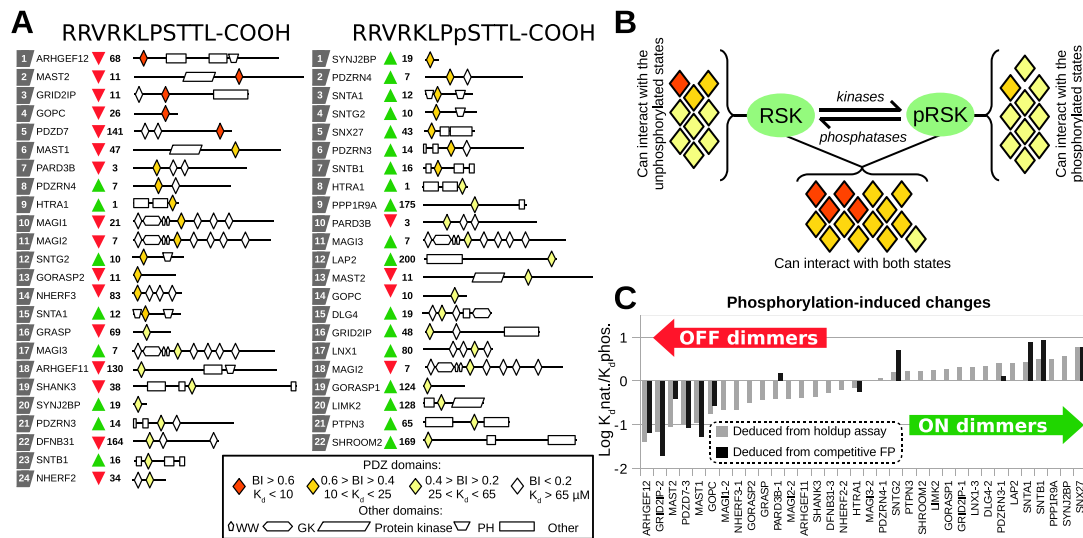 A
RRVRKLPSTTL-COOH
1 ARHGEF12 68
2 MAST2 11
3 GRID2IP 11
4 GOPC 26
5 PDZD7 141
6 MAST1 47
7 PARD3B 3
8 PDZRN4 7
9 HTRA1 1
10 MAGI1 21
11 MAGI2 7
12 SNTG2 10
13 GORASP2 11
14 NHERF3 83
15 SNTA1 12
16 GRASP 69
17 MAGI3 7
18 ARHGEF11 130
19 SHANK3 38
20 SYNJ2BP 19
21 PDZRN3 14
22 DFNB31 164
23 SNTB1 16
24 NHERF2 34
RRVRKLPpSTTL-COOH
1 SYNJ2BP 19
2 PDZRN4 7
3 SNTA1 12
4 SNTG2 10
5 SNX27 43
6 PDZRN3 14
7 SNTB1 16
8 HTRA1 1
9 PPP1R9A 175
10 PARD3B 3
11 MAGI3 7
12 LAP2 200
13 MAST2 11
14 GOPC 10
15 DLG4 19
16 GRID2IP 48
17 LNX1 80
18 MAGI2 7
19 GORASP1 124
20 LIMK2 128
21 PTPN3 65
22 SHROOM2 169
PDZ domains:
BI > 0.6 0.6 > BI > 0.4 0.4 > BI > 0.2 BI < 0.2
Kd < 10 10 < Kd < 25 25 < Kd < 65 Kd > 65 µM
Other domains:
WW GK Protein kinase PH Other
B
Can interact with the
unphosphorylated states
RSK
kinases
phosphatases
pRSK
Can interact with the
phosphorylated states
Can interact with both states
C
Phosphorylation-induced changes
OFF dimmers
ON dimmers
Log Kdnat./Kdphos.
1
0
-1
-2
Deduced from holdup assay
Deduced from competitive FP
ARHGEF12
GRID2IP-2
MAST2
PDZD7-3
MAST1
GOPC
MAGI1-2
NHERF3-1
GORASP2
GRASP
PARD3B-1
MAGI2-2
ARHGEF11
SHANK3
DFNB31-3
NHERF2-2
HTRA1
MAGI3-2
PDZRN4-1
SNTG2
PTPN3
SHROOM2
LIMK2
GORASP1
GRID2IP-1
LNX1-3
DLG4-2
PDZRN3-1
LAP2
SNTA1
SNTB1
PPP1R9A
SYNJ2BP
SNX27